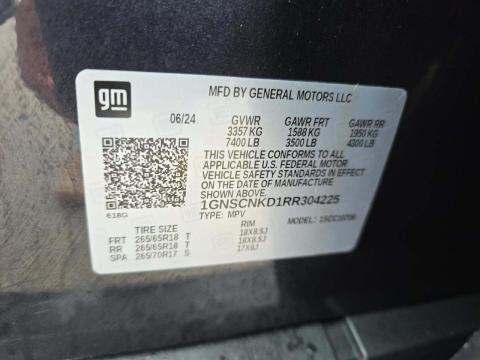 gm
MFD BY GENERAL MOTORS LLC
06/24 GVWR GAWR FRT GAWR RR
3357 KG 1588 KG 1950 KG
7400 LB 3500 LB 4300 LB
THIS VEHICLE CONFORMS TO ALL
APPLICABLE U.S. FEDERAL MOTOR
VEHICLE SAFETY STANDARDS IN EFFECT
ON THE DATE OF MANUFACTURE
SHOWN ABOVE.
1GNSCNKD1RR304225
618G
TYPE: MPV MODEL:
TIRE SIZE RIM
FRT 265/65R18 T 18X8.5J
RR 265/65R18 T 18X8.5J
SPA 265/70R17 S 17X8J